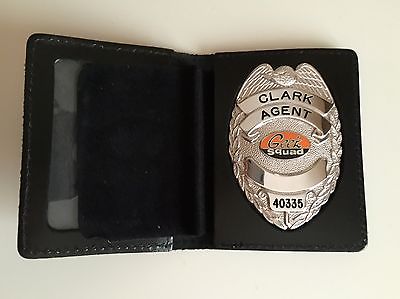 CLARK
AGENT
Geek
Squad
40335